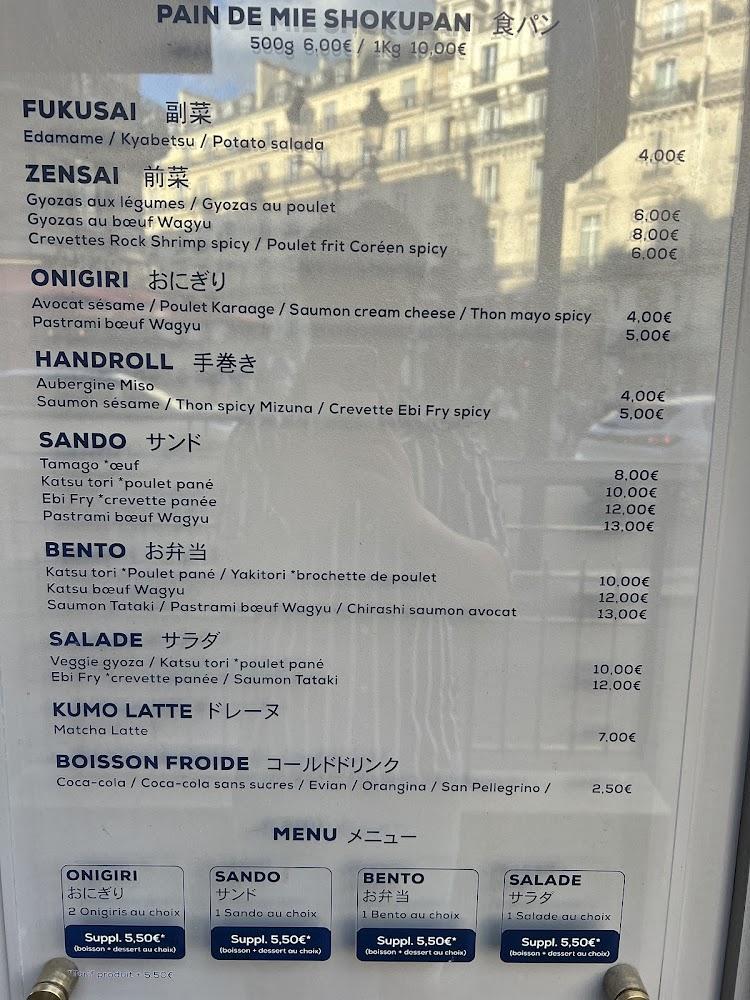 PAIN DE MIE SHOKUPAN 食パン
500g 6,00€ / 1Kg 10,00€
FUKUSAI 副菜
Edamame / Kyabetsu / Potato salada 4,00€
ZENSAI 前菜
Gyozas aux légumes / Gyozas au poulet 6,00€
Gyozas au bœuf Wagyu 8,00€
Crevettes Rock Shrimp spicy / Poulet frit Coréen spicy 6,00€
ONIGIRI おにぎり
Avocat sésame / Poulet Karaage / Saumon cream cheese / Thon mayo spicy 4,00€
Pastrami bœuf Wagyu 5,00€
HANDROLL 手巻き
Aubergine Miso 4,00€
Saumon sésame / Thon spicy Mizuna / Crevette Ebi Fry spicy 5,00€
SANDO サンド
Tamago *œuf 8,00€
Katsu tori *poulet pané 10,00€
Ebi Fry *crevette panée 12,00€
Pastrami bœuf Wagyu 13,00€
BENTO お弁当
Katsu tori *Poulet pané / Yakitori *brochette de poulet 10,00€
Katsu bœuf Wagyu 12,00€
Saumon Tataki / Pastrami bœuf Wagyu / Chirashi saumon avocat 13,00€
SALADE サラダ
Veggie gyoza / Katsu tori *poulet pané 10,00€
Ebi Fry *crevette panée / Saumon Tataki 12,00€
KUMO LATTE ドレーヌ
Matcha Latte 7,00€
BOISSON FROIDE コールドドリンク
Coca-cola / Coca-cola sans sucres / Evian / Orangina / San Pellegrino / 2,50€
MENU メニュー
ONIGIRI
おにぎり
2 Onigiris au choix
Suppl. 5,50€*
(boisson + dessert au choix)
SANDO
サンド
1 Sando au choix
Suppl. 5,50€*
(boisson + dessert au choix)
BENTO
お弁当
1 Bento au choix
Suppl. 5,50€*
(boisson + dessert au choix)
SALADE
サラダ
1 Salade au choix
Suppl. 5,50€*
(boisson + dessert au choix)
*Tarif produit + 5,50€